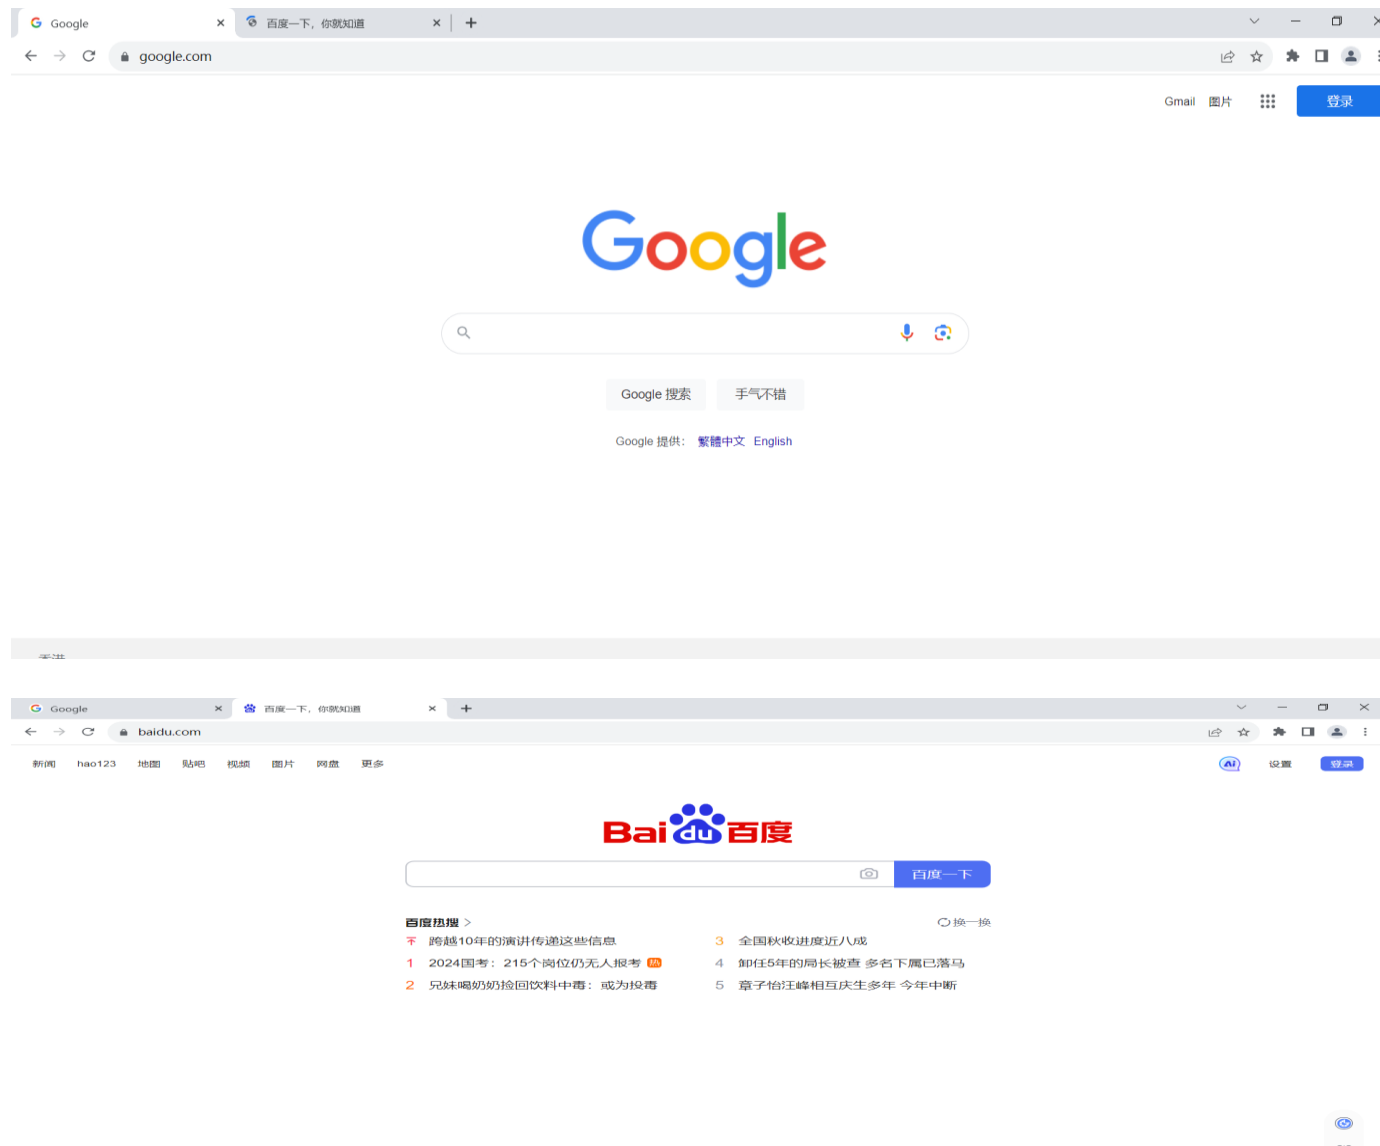 Google
百度一下，你就知道
google.com
Gmail 图片
登录
Google
Google 搜索 手气不错
Google 提供： 繁體中文 English
香港
Google
百度一下，你就知道
baidu.com
新闻 hao123 地图 贴吧 视频 图片 网盘 更多
Ai 设置 登录
Bai du 百度
百度一下
百度热搜 >
换一换
跨越10年的演讲传递这些信息
1 2024国考：215个岗位仍无人报考 热
2 兄妹喝奶奶捡回饮料中毒：或为投毒
3 全国秋收进度近八成
4 卸任5年的局长被查 多名下属已落马
5 章子怡汪峰相互庆生多年 今年中断